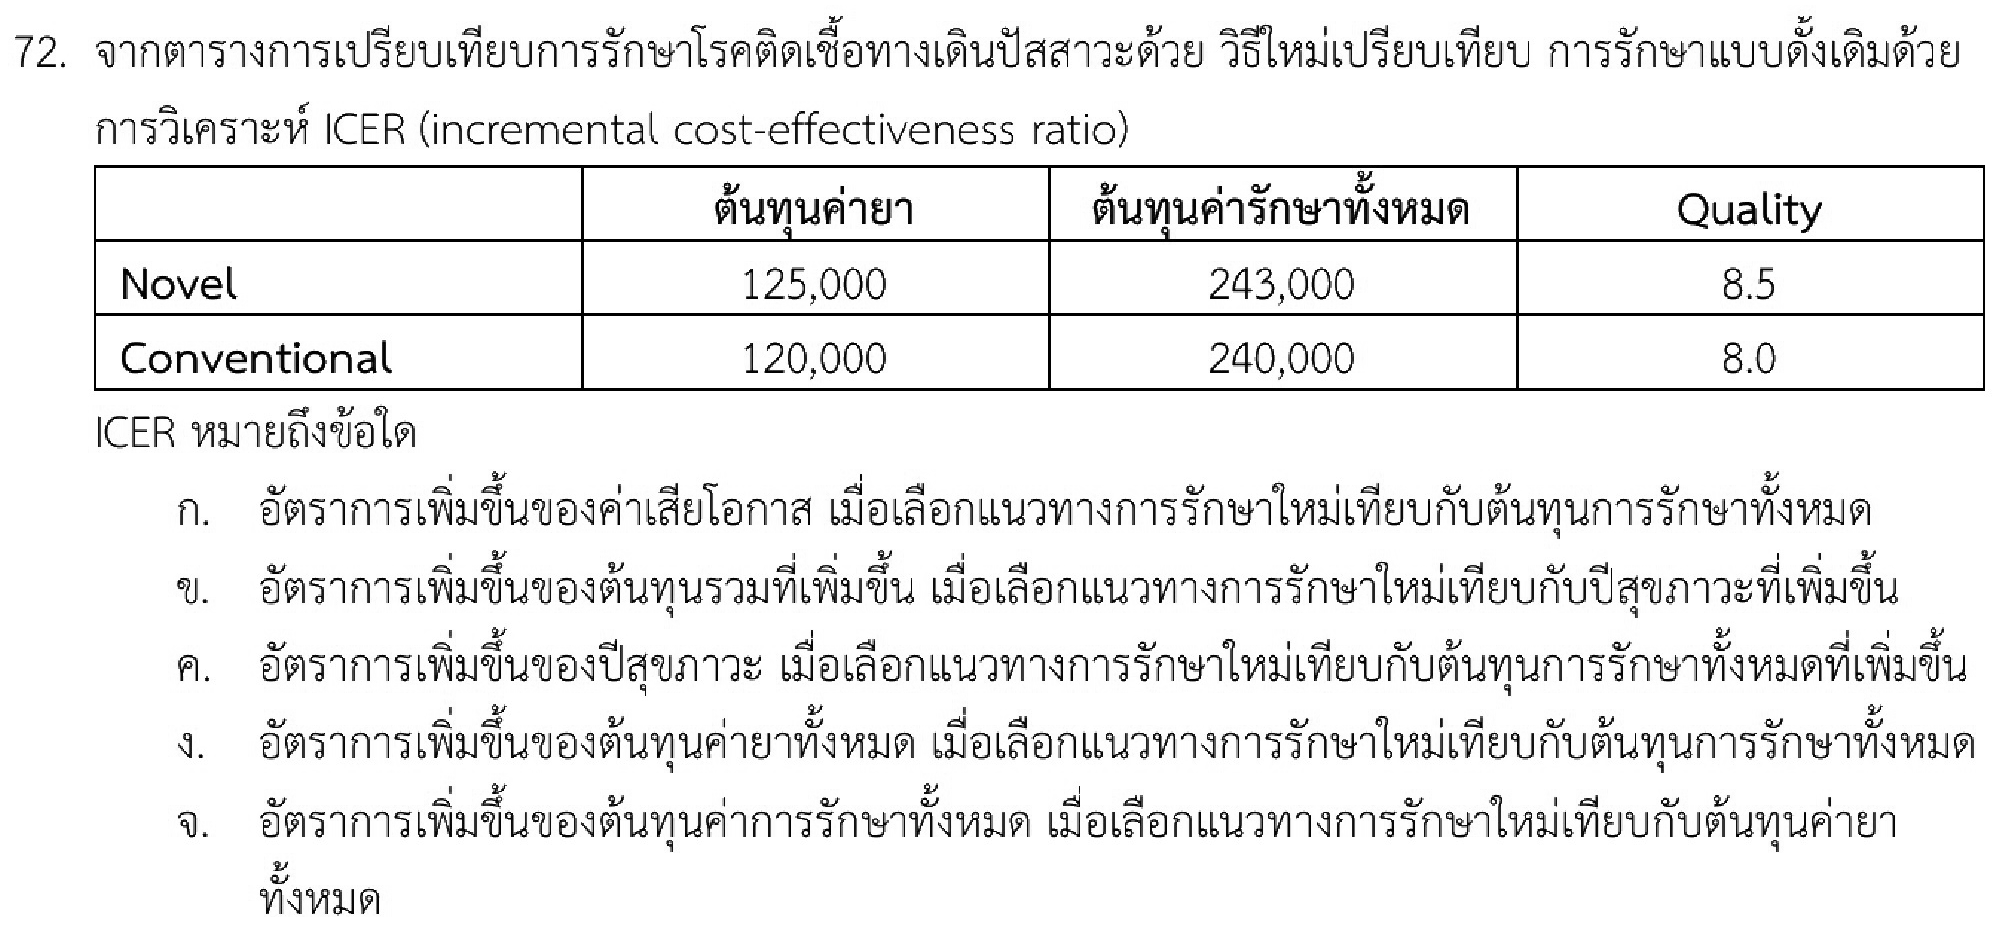 72. จากตารางการเปรียบเทียบการรักษาโรคติดเชื้อทางเดินปัสสาวะด้วย วิธีใหม่เปรียบเทียบ การรักษาแบบดั้งเดิมด้วย
การวิเคราะห์ ICER (incremental cost-effectiveness ratio)
ต้นทุนค่ายา ต้นทุนค่ารักษาทั้งหมด Quality
Novel 125,000 243,000 8.5
Conventional 120,000 240,000 8.0
ICER หมายถึงข้อใด
ก. อัตราการเพิ่มขึ้นของค่าเสียโอกาส เมื่อเลือกแนวทางการรักษาใหม่เทียบกับต้นทุนการรักษาทั้งหมด
ข. อัตราการเพิ่มขึ้นของต้นทุนรวมที่เพิ่มขึ้น เมื่อเลือกแนวทางการรักษาใหม่เทียบกับปีสุขภาวะที่เพิ่มขึ้น
ค. อัตราการเพิ่มขึ้นของปีสุขภาวะ เมื่อเลือกแนวทางการรักษาใหม่เทียบกับต้นทุนการรักษาทั้งหมดที่เพิ่มขึ้น
ง. อัตราการเพิ่มขึ้นของต้นทุนค่ายาทั้งหมด เมื่อเลือกแนวทางการรักษาใหม่เทียบกับต้นทุนการรักษาทั้งหมด
จ. อัตราการเพิ่มขึ้นของต้นทุนค่าการรักษาทั้งหมด เมื่อเลือกแนวทางการรักษาใหม่เทียบกับต้นทุนค่ายา
ทั้งหมด